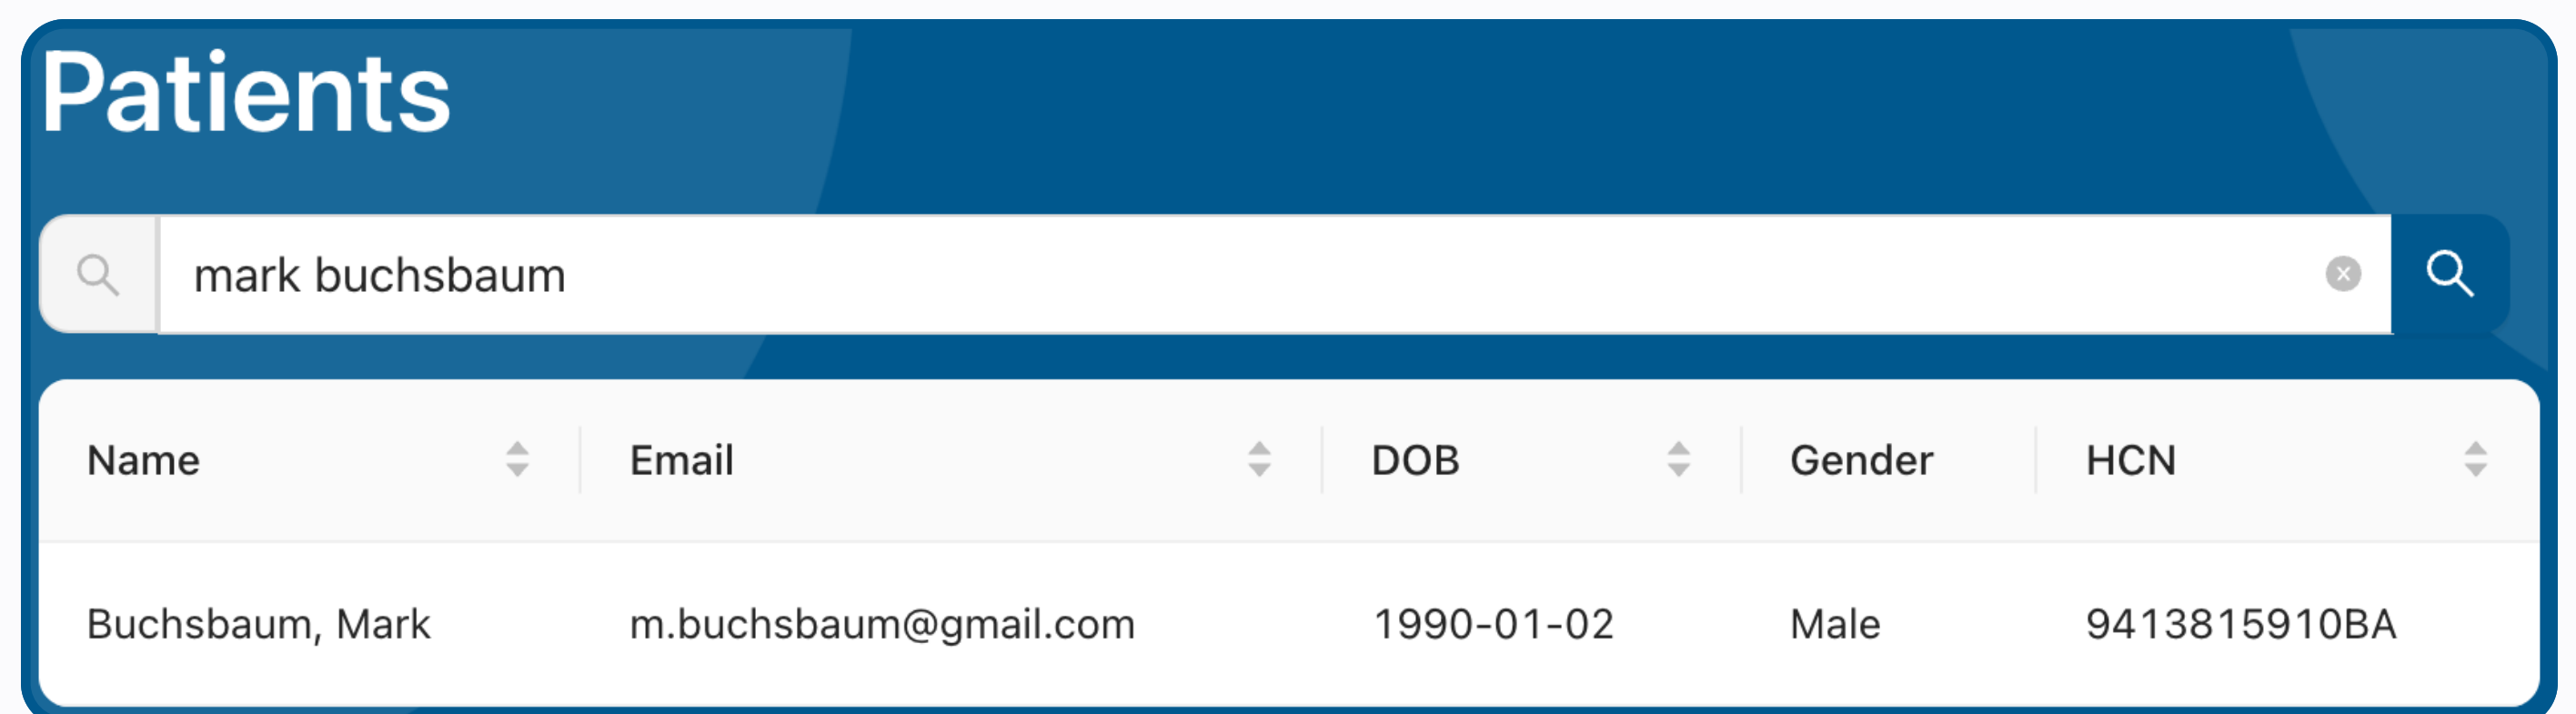 Patients
mark buchsbaum
Name Email DOB Gender HCN
Buchsbaum, Mark m.buchsbaum@gmail.com 1990-01-02 Male 9413815910BA